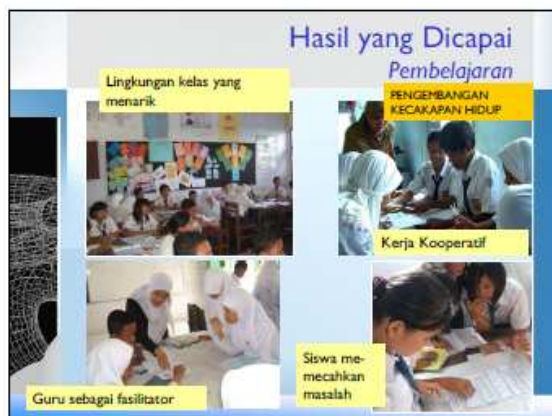 Hasil yang Dicapai
Pembelajaran
Lingkungan kelas yang
menarik
PENGEMBANGAN
KECAKAPAN HIDUP
Kerja Kooperatif
Guru sebagai fasilitator
Siswa me-
mecahkan
masalah